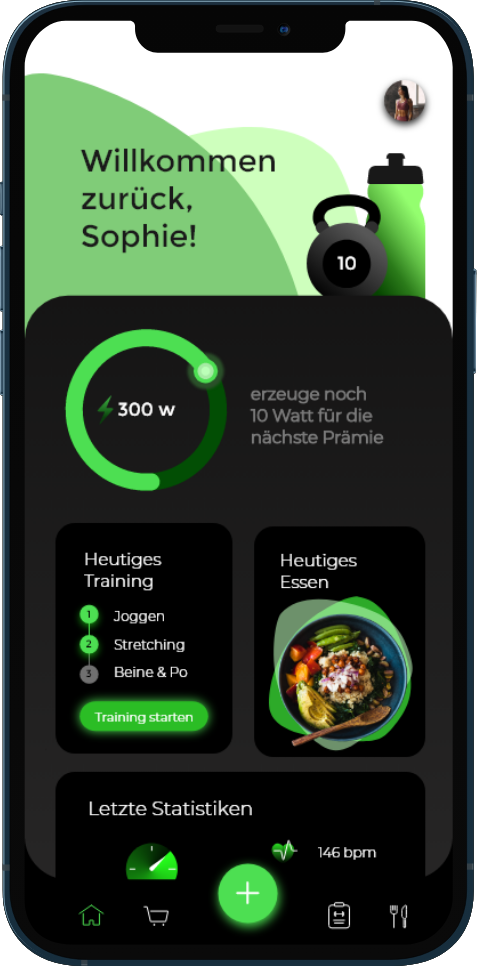 Willkommen
zurück,
Sophie!
10
300 w
erzeuge noch
10 Watt für die
nächste Prämie
Heutiges
Training
1 Joggen
2 Stretching
3 Beine & Po
Training starten
Heutiges
Essen
Letzte Statistiken
146 bpm